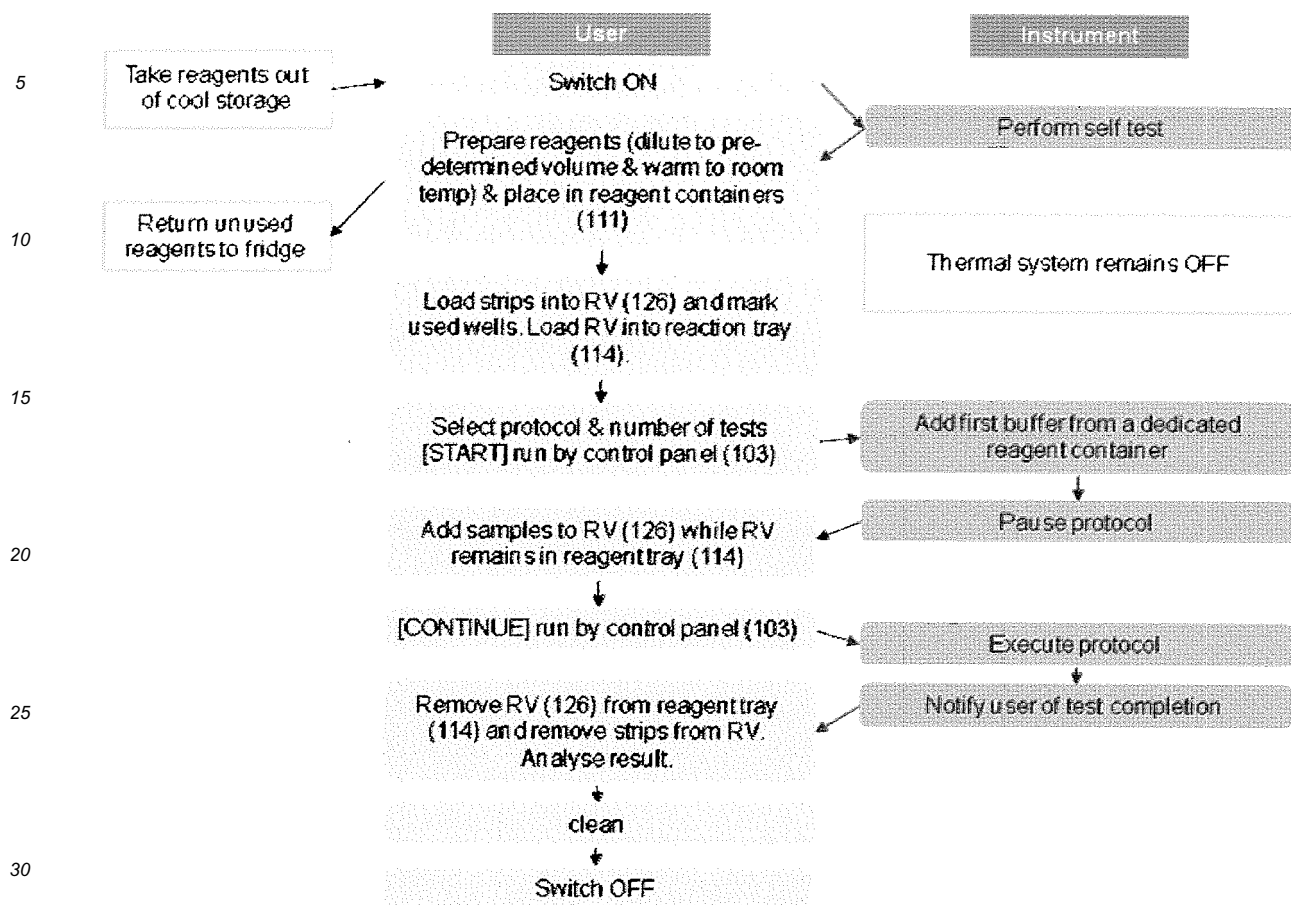 User
Instrument
5
Take reagents out
of cool storage
Switch ON
Perform self test
Prepare reagents (dilute to pre-
determined volume & warm to room
temp) & place in reagent containers
(111)
10
Return unused
reagents to fridge
Thermal system remains OFF
Load strips into RV (126) and mark
used wells. Load RV into reaction tray
(114).
15
Select protocol & number of tests
[START] run by control panel (103)
Add first buffer from a dedicated
reagent container
Pause protocol
20
Add samples to RV (126) while RV
remains in reagent tray (114)
[CONTINUE] run by control panel (103)
Execute protocol
25
Remove RV (126) from reagent tray
(114) and remove strips from RV.
Analyse result.
Notify user of test completion
clean
30
Switch OFF